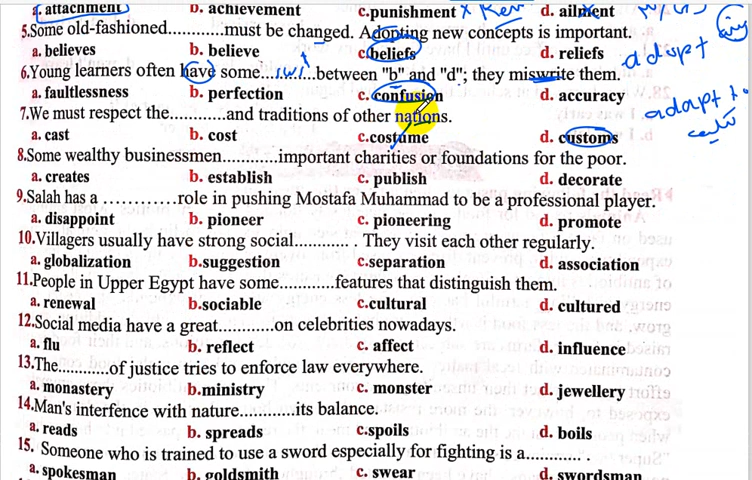 a. attachment b. achievement c.punishment d. ailment
5.Some old-fashioned...........must be changed. Adopting new concepts is important.
a. believes b. believe c.beliefs d. reliefs
adopt
6.Young learners often have some...........between "b" and "d"; they miswrite them.
a. faultlessness b. perfection c. confusion d. accuracy
adapt to
7.We must respect the...........and traditions of other nations.
a. cast b. cost c.costume d. customs
8.Some wealthy businessmen...........important charities or foundations for the poor.
a. creates b. establish c. publish d. decorate
9.Salah has a ............role in pushing Mostafa Muhammad to be a professional player.
a. disappoint b. pioneer c. pioneering d. promote
10.Villagers usually have strong social........... . They visit each other regularly.
a. globalization b.suggestion c.separation d. association
11.People in Upper Egypt have some...........features that distinguish them.
a. renewal b.sociable c.cultural d. cultured
12.Social media have a great...........on celebrities nowadays.
a. flu b. reflect c. affect d. influence
13.The...........of justice tries to enforce law everywhere.
a. monastery b.ministry c. monster d. jewellery
14.Man's interfence with nature...........its balance.
a. reads b. spreads c.spoils d. boils
15. Someone who is trained to use a sword especially for fighting is a........... .
a. spokesman b. goldsmith c. swear d. swordsman